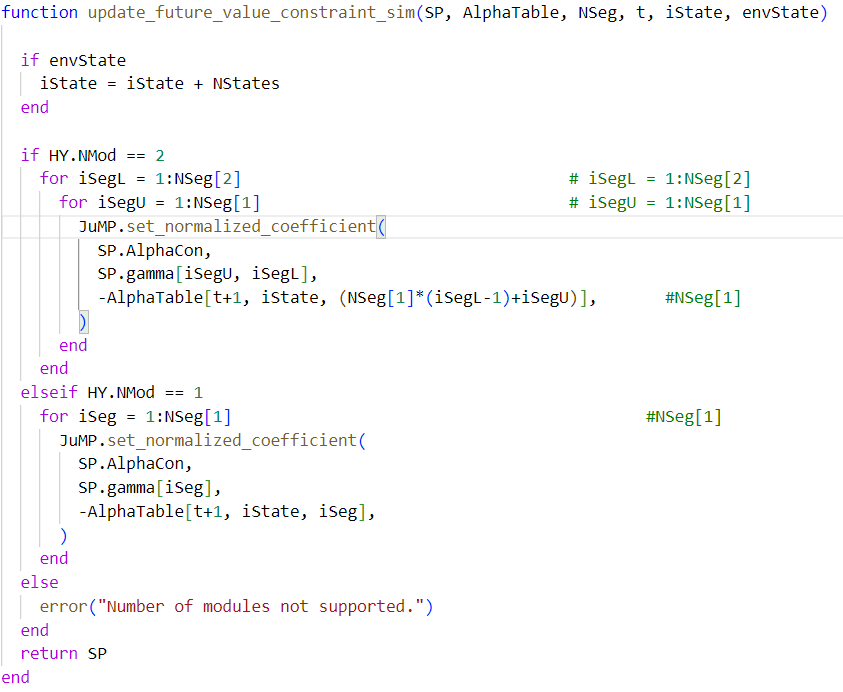 function update_future_value_constraint_sim(SP, AlphaTable, NSeg, t, iState, envState)
if envState
iState = iState + NStates
end
if HY.NMod == 2
for iSegL = 1:NSeg[2] # iSegL = 1:NSeg[2]
for iSegU = 1:NSeg[1] # iSegU = 1:NSeg[1]
JuMP.set_normalized_coefficient(
SP.AlphaCon,
SP.gamma[iSegU, iSegL],
-AlphaTable[t+1, iState, (NSeg[1]*(iSegL-1)+iSegU)], #NSeg[1]
)
end
end
elseif HY.NMod == 1
for iSeg = 1:NSeg[1] #NSeg[1]
JuMP.set_normalized_coefficient(
SP.AlphaCon,
SP.gamma[iSeg],
-AlphaTable[t+1, iState, iSeg],
)
end
else
error("Number of modules not supported.")
end
return SP
end